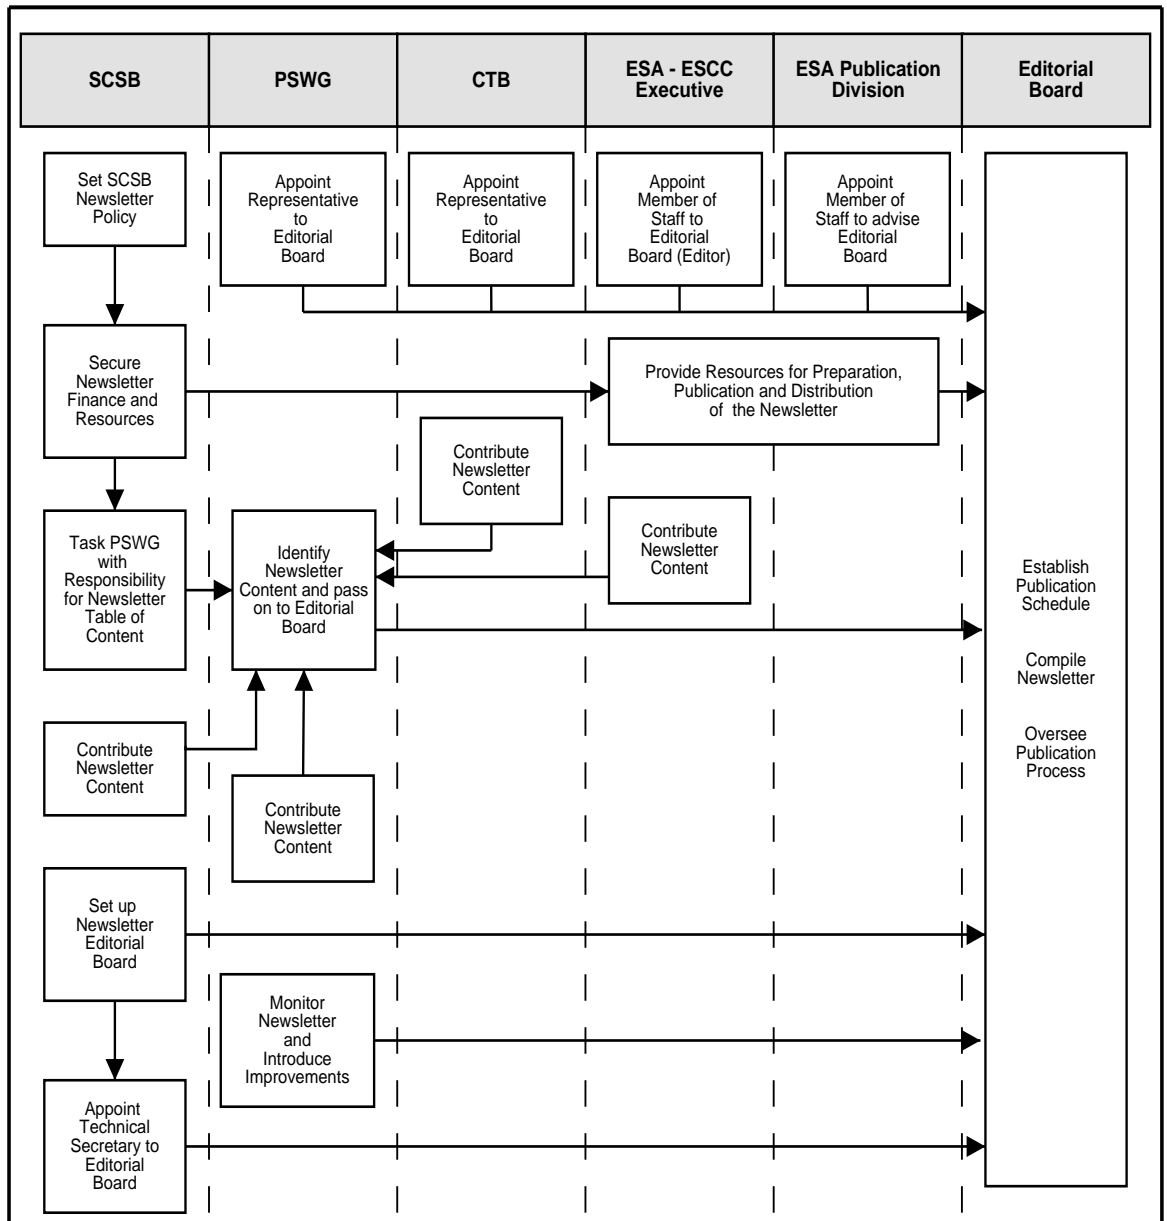 SCSB
PSWG
CTB
ESA - ESCC
Executive
ESA Publication
Division
Editorial
Board
Set SCSB
Newsletter
Policy
Appoint
Representative
to
Editorial
Board
Appoint
Representative
to
Editorial
Board
Appoint
Member of
Staff to
Editorial
Board (Editor)
Appoint
Member of
Staff to advise
Editorial
Board
Secure
Newsletter
Finance and
Resources
Provide Resources for Preparation,
Publication and Distribution
of the Newsletter
Contribute
Newsletter
Content
Task PSWG
with
Responsibility
for Newsletter
Table of
Content
Identify
Newsletter
Content and pass
on to Editorial
Board
Contribute
Newsletter
Content
Establish
Publication
Schedule
Compile
Newsletter
Oversee
Publication
Process
Contribute
Newsletter
Content
Contribute
Newsletter
Content
Set up
Newsletter
Editorial
Board
Monitor
Newsletter
and
Introduce
Improvements
Appoint
Technical
Secretary to
Editorial
Board